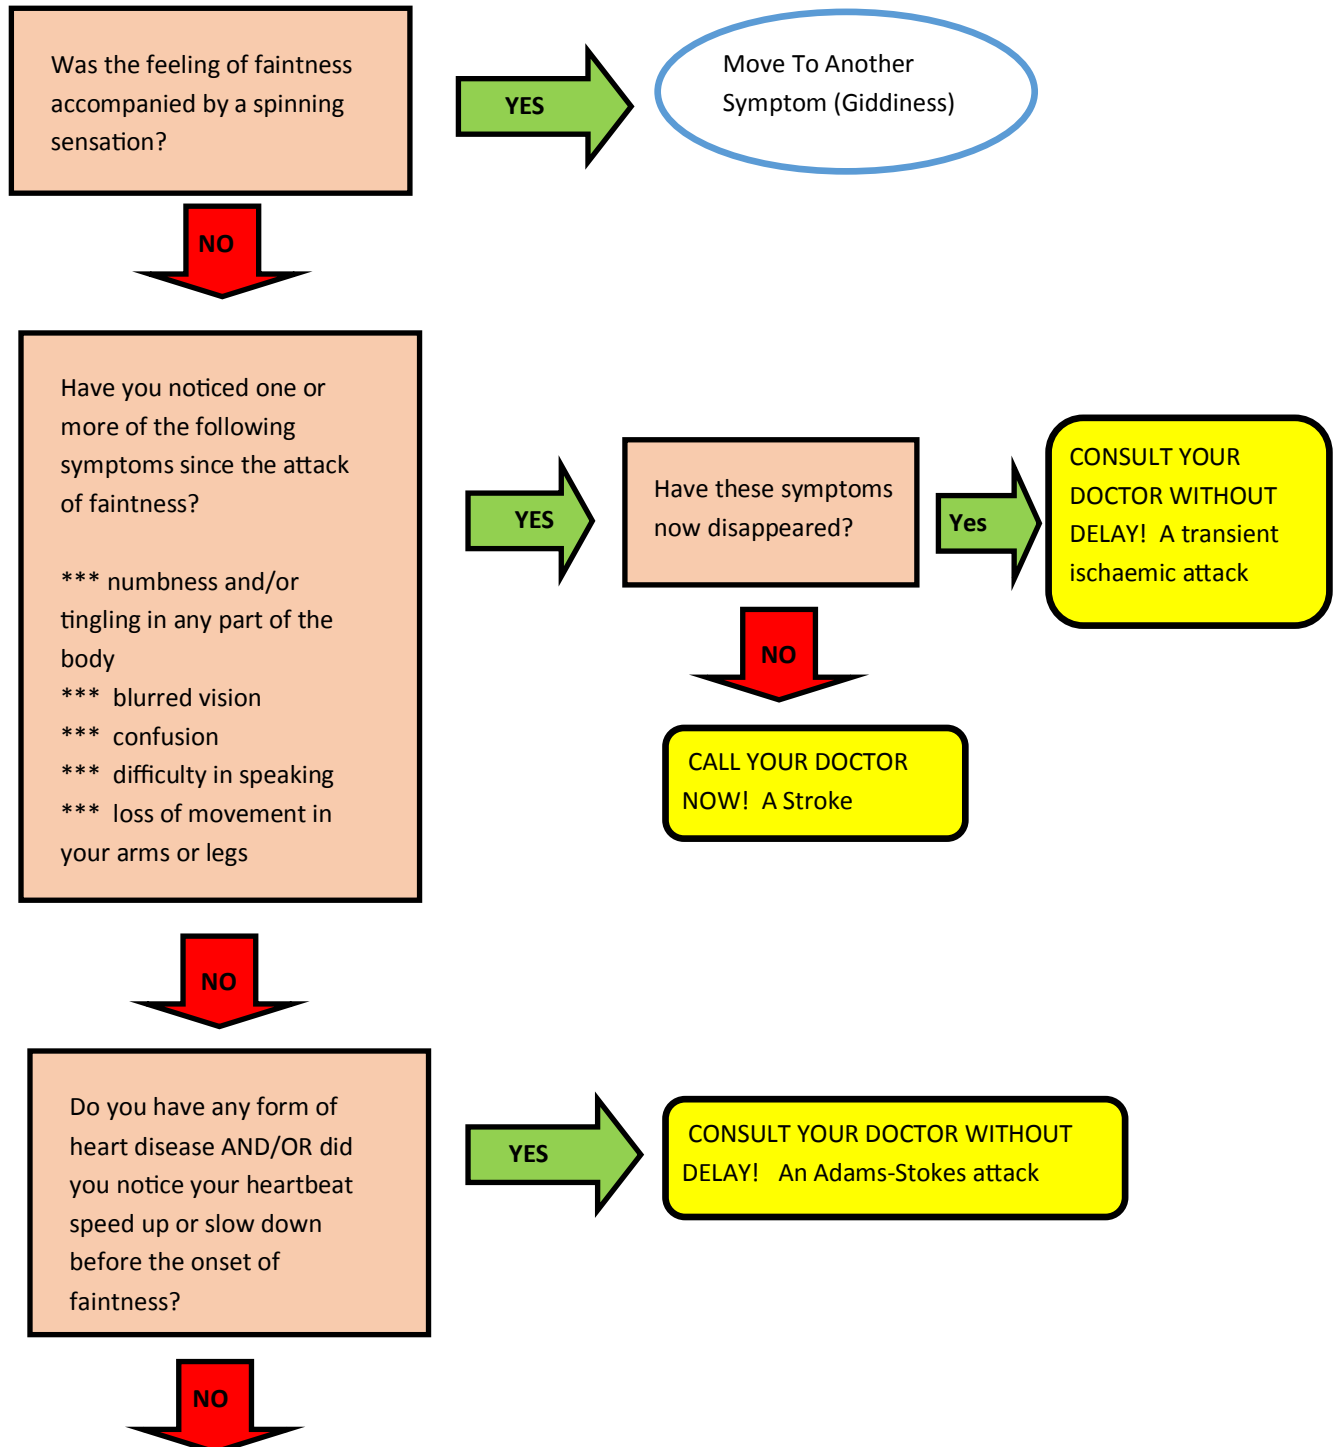 Was the feeling of faintness
accompanied by a spinning
sensation?
YES
Move To Another
Symptom (Giddiness)
NO
Have you noticed one or
more of the following
symptoms since the attack
of faintness?
*** numbness and/or
tingling in any part of the
body
*** blurred vision
*** confusion
*** difficulty in speaking
*** loss of movement in
your arms or legs
YES
Have these symptoms
now disappeared?
Yes
CONSULT YOUR
DOCTOR WITHOUT
DELAY! A transient
ischaemic attack
NO
CALL YOUR DOCTOR
NOW! A Stroke
NO
Do you have any form of
heart disease AND/OR did
you notice your heartbeat
speed up or slow down
before the onset of
faintness?
YES
CONSULT YOUR DOCTOR WITHOUT
DELAY! An Adams-Stokes attack
NO